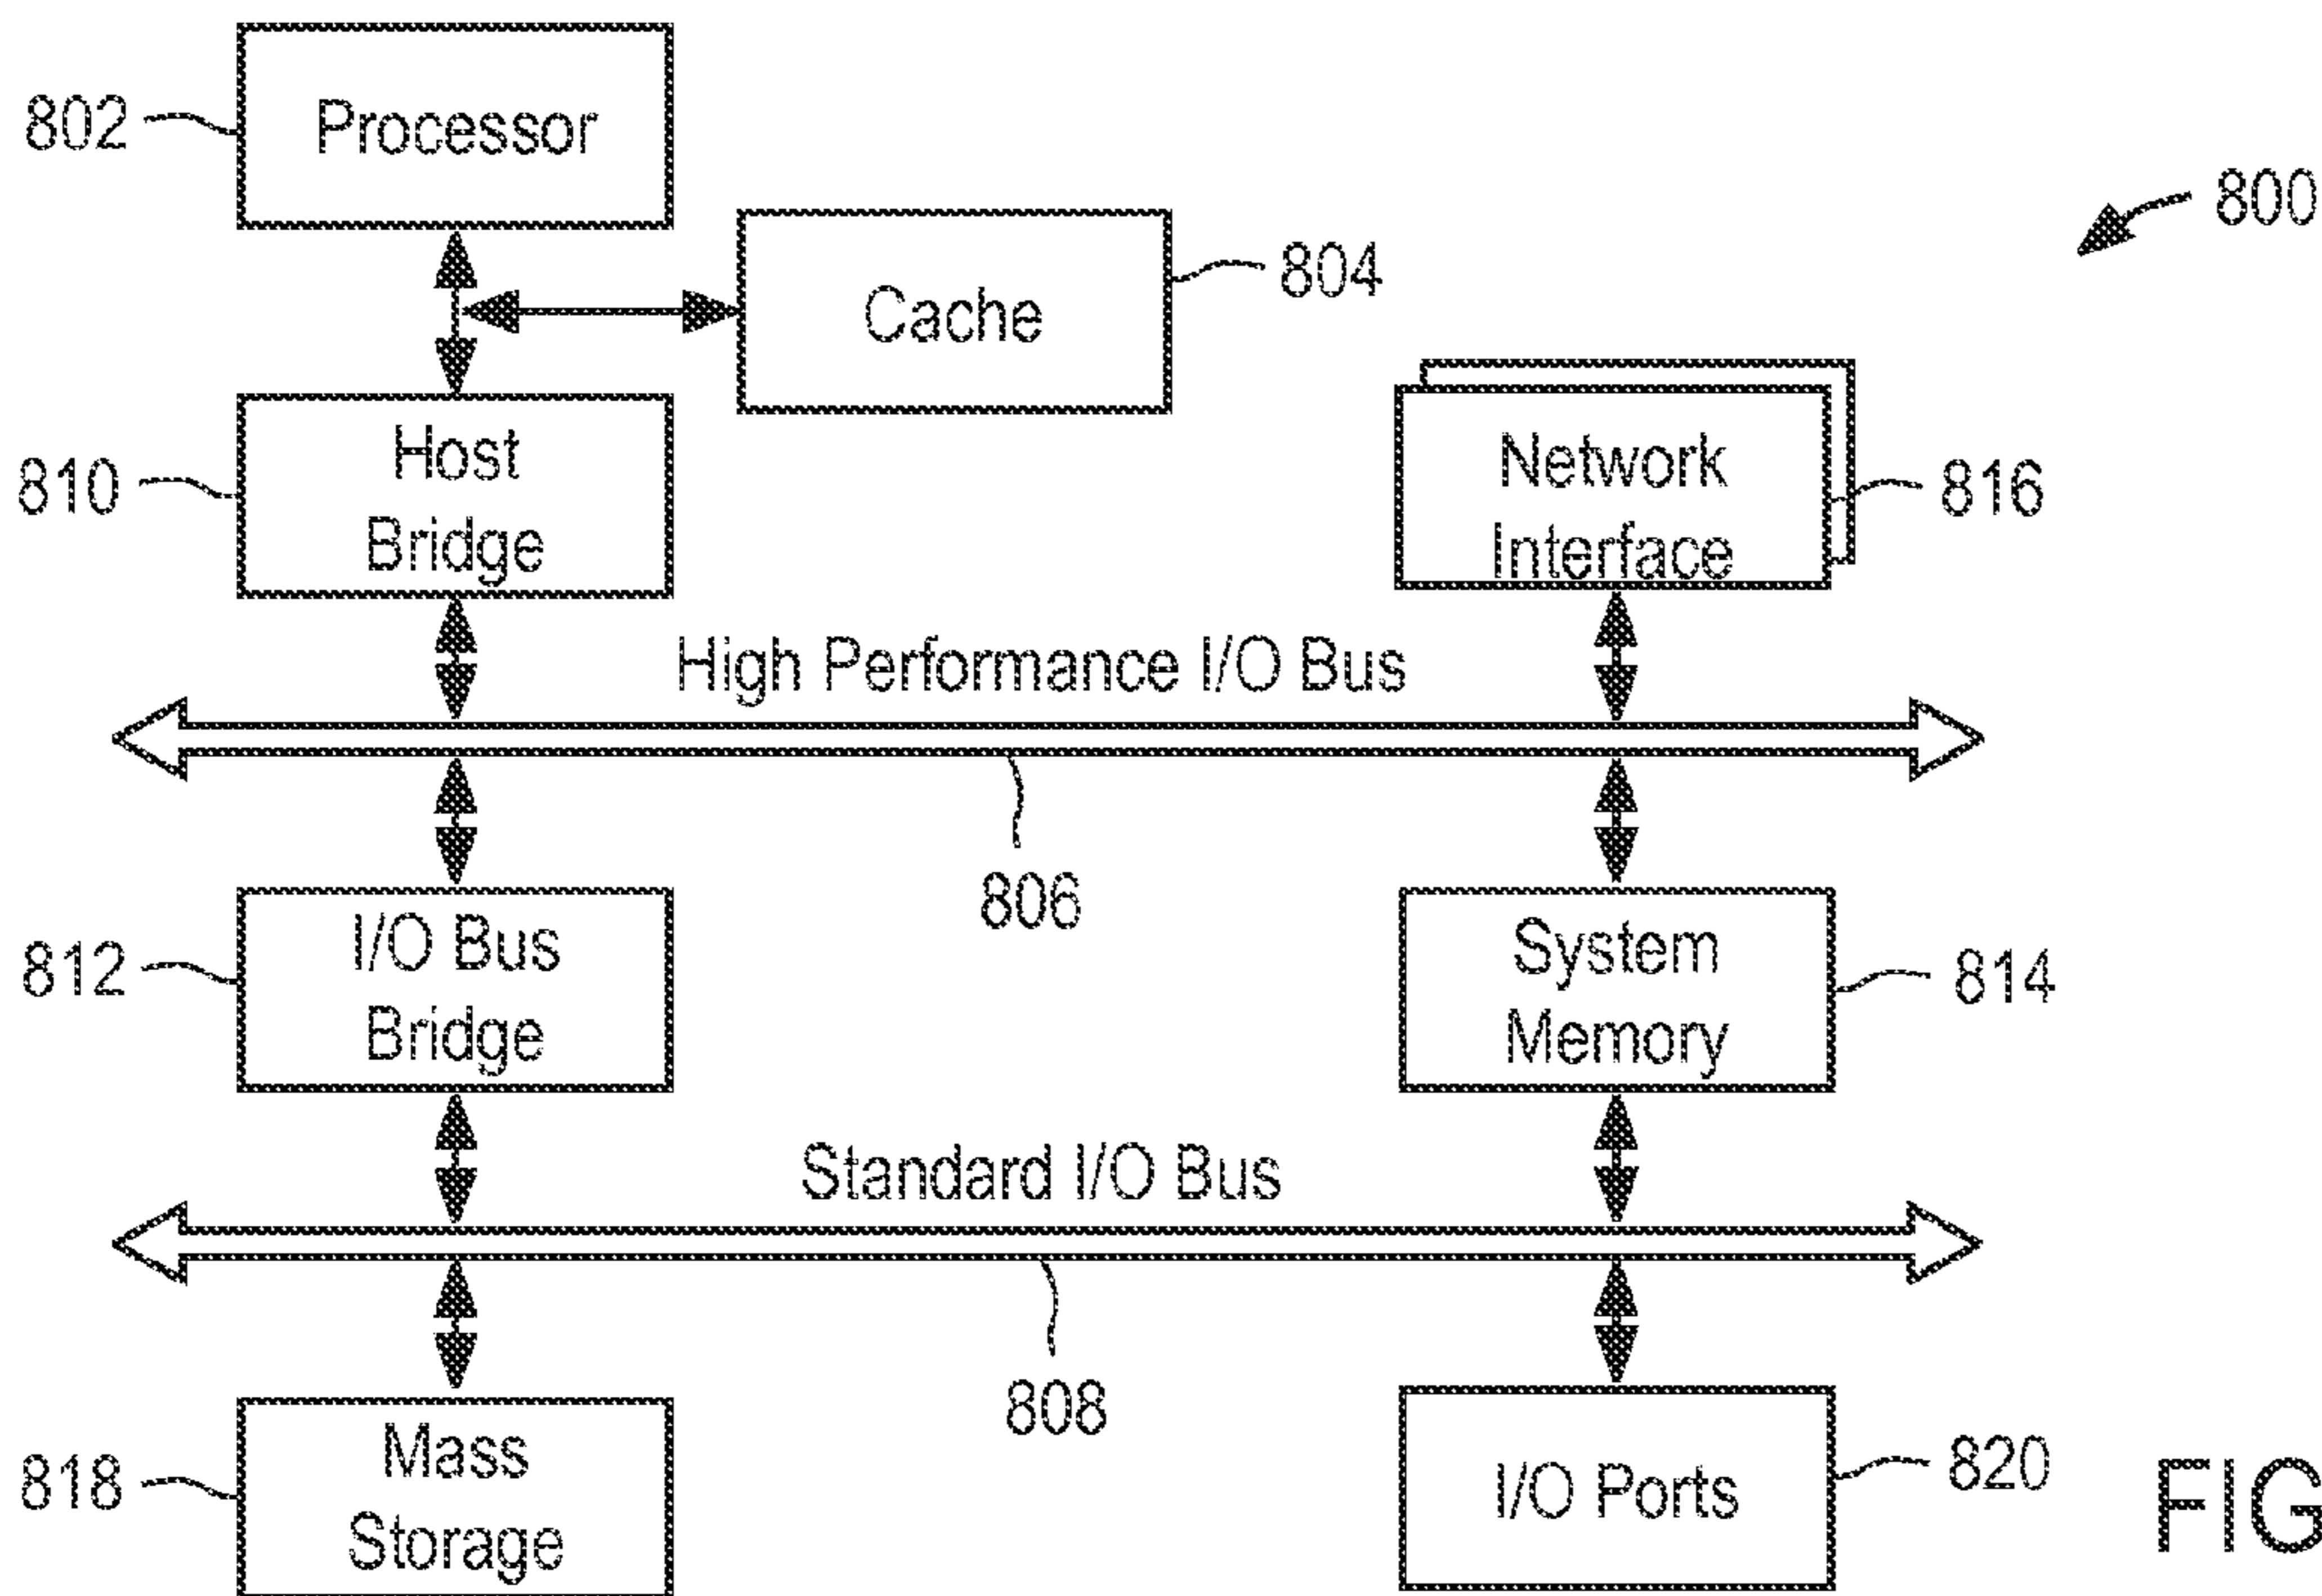 802
Processor
800
804
Cache
810
Host
Bridge
Network
Interface
816
High Performance I/O Bus
806
812
I/O Bus
Bridge
System
Memory
814
Standard I/O Bus
808
818
Mass
Storage
I/O Ports
820
FIG